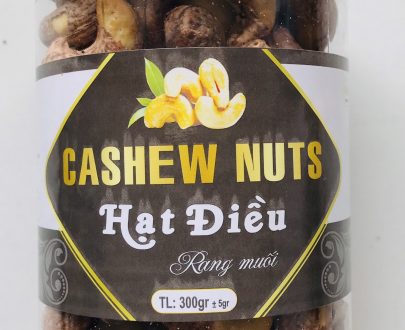 CASHEW NUTS
Hạt Điều
Rang muối
TL: 300gr ± 5gr